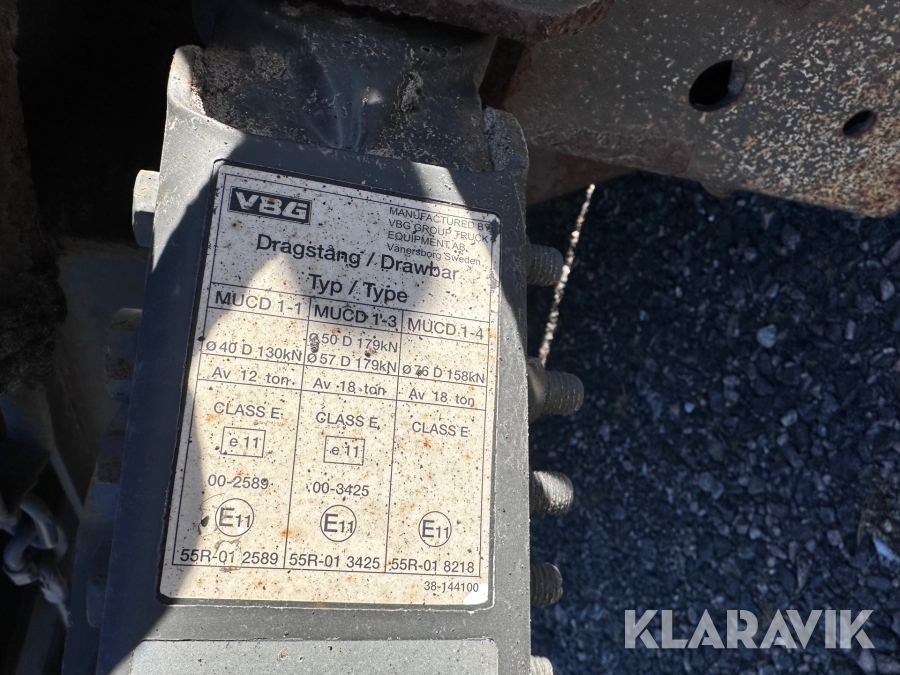 VBG
MANUFACTURED BY
VBG GROUP TRUCK
EQUIPMENT AB.
Vänersborg Sweden
Dragstång / Drawbar
Typ / Type
MUCD 1-1 MUCD 1-3 MUCD 1-4
Ø50 D 179kN
Ø40 D 130kN Ø57 D 179kN Ø76 D 158kN
Av 12 ton Av 18 ton Av 18 ton
CLASS E CLASS E CLASS E
e 11 e 11
00-2589 00-3425
E11 E11 E11
55R-01 2589 55R-01 3425 55R-01 8218
38-144100
KLARAVIK